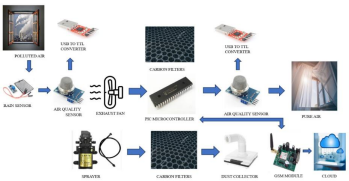 USB TO TTL
CONVERTER
USB TO TTL
CONVERTER
POLLUTED AIR
CARBON FILTERS
RAIN SENSOR
AIR QUALITY
SENSOR
EXHAUST FAN
PIC MICROCONTROLLER
AIR QUALITY SENSOR
PURE AIR
SPRAYER
CARBON FILTERS
DUST COLLECTOR
GSM MODULE
CLOUD